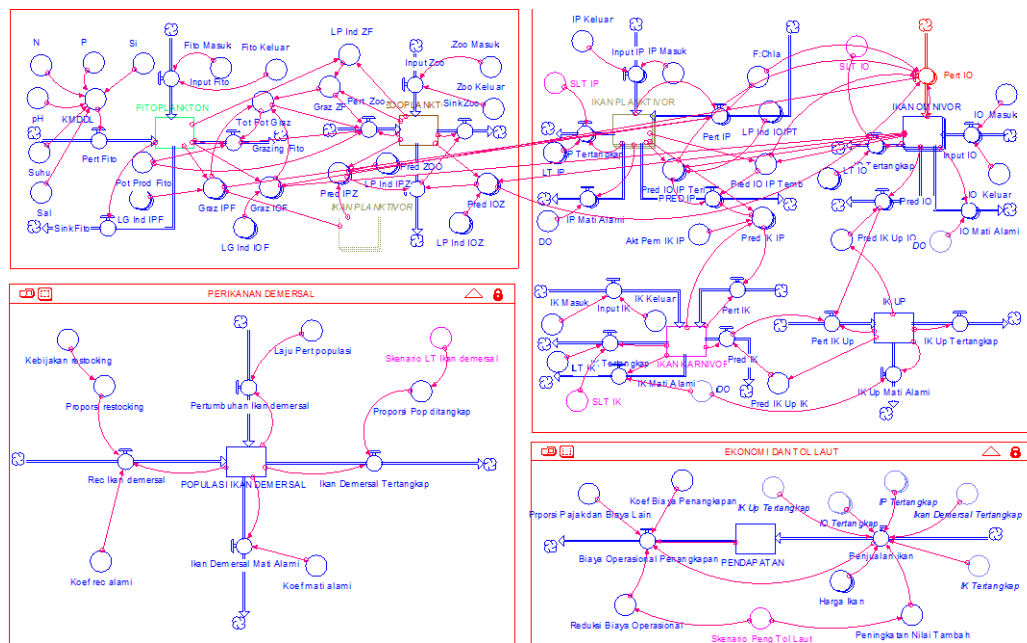 N
P
Si
pH
KMDDL
Suhu
Sal
Pert Fito
Fito Masuk
Fito Keluar
Input Fito
FITOPLANKTON
Pot Prod Fito
LG Ind IPF
Sink Fito
Tot Pot Graz
Grazing Fito
Graz IPF
Graz IOF
LG Ind IOF
LP Ind ZF
Graz ZF
Pert Zoo
Input Zoo
Zoo Masuk
Zoo Keluar
Sink Zoo
Pred ZOO
Pred IPZ
LP Ind IPZ
IKAN PLANKTIVOR
Pred IOZ
LP Ind IOZ
IP Keluar
Input IP
IP Masuk
SLT IP
IKAN PLANKTIVOR
IP Tertangkap
LT IP
IP Mati Alami
DO
F:Chla
Pert IP
LP Ind IO IPT
Pred IO IP Temb
PRED IP
Akt Pem IK IP
Pred IK IP
SLT IO
Pert IO
IKAN OMNIVOR
IO Masuk
Input IO
IO Tertangkap
LT IO
Pred IO
IO Keluar
IO Mati Alami
DO
Pred IK Up IO
IK Masuk
IK Keluar
Input IK
Pert IK
IKAN KARNIVOR
IK Tertangkap
LT IK
IK Mati Alami
SLT IK
Pred IK
DO
Pred IK Up IK
IK UP
Pert IK Up
IK Up Tertangkap
IK Up Mati Alami
PERIKANAN DEMERSAL
Kebijakan restocking
Proporsi restocking
Laju Pert populasi
Pertumbuhan Ikan demersal
Skenario LT Ikan demersal
Proporsi Pop ditangkap
Rec Ikan demersal
POPULASI IKAN DEMERSAL
Ikan Demersal Tertangkap
Ikan Demersal Mati Alami
Koef rec alami
Koef mati alami
EKONOMI DAN TOL LAUT
Prporsi Pajak dan Biaya Lain
Koef Biaya Penangkapan
IK Up Tertangkap
IO Tertangkap
IP Tertangkap
Ikan Demersal Tertangkap
Biaya Operasional Penangkapan
PENDAPATAN
Penjualan Ikan
IK Tertangkap
Harga Ikan
Reduksi Biaya Operasional
Skenario Peng Tol Laut
Peningkatan Nilai Tambah